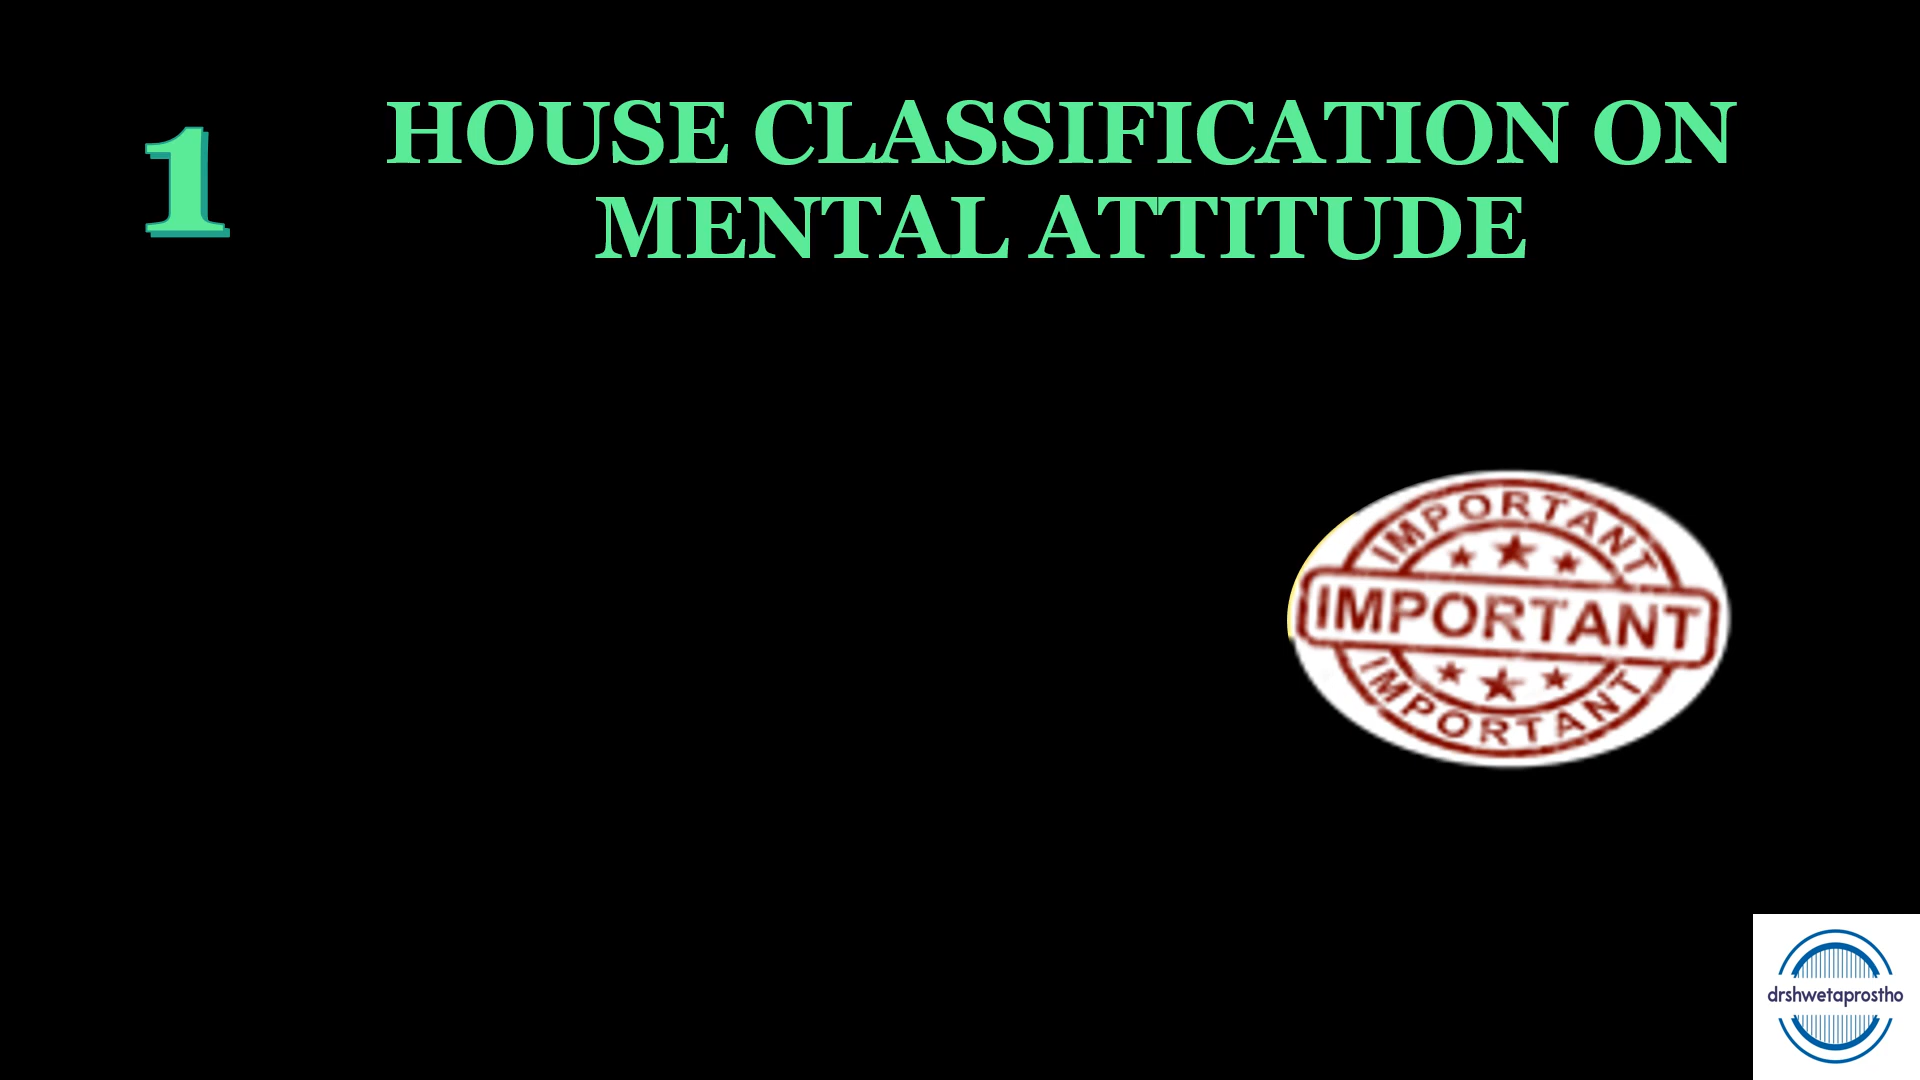 1
HOUSE CLASSIFICATION ON
MENTAL ATTITUDE
IMPORTANT
IMPORTANT
IMPORTANT
drshwetaprostho